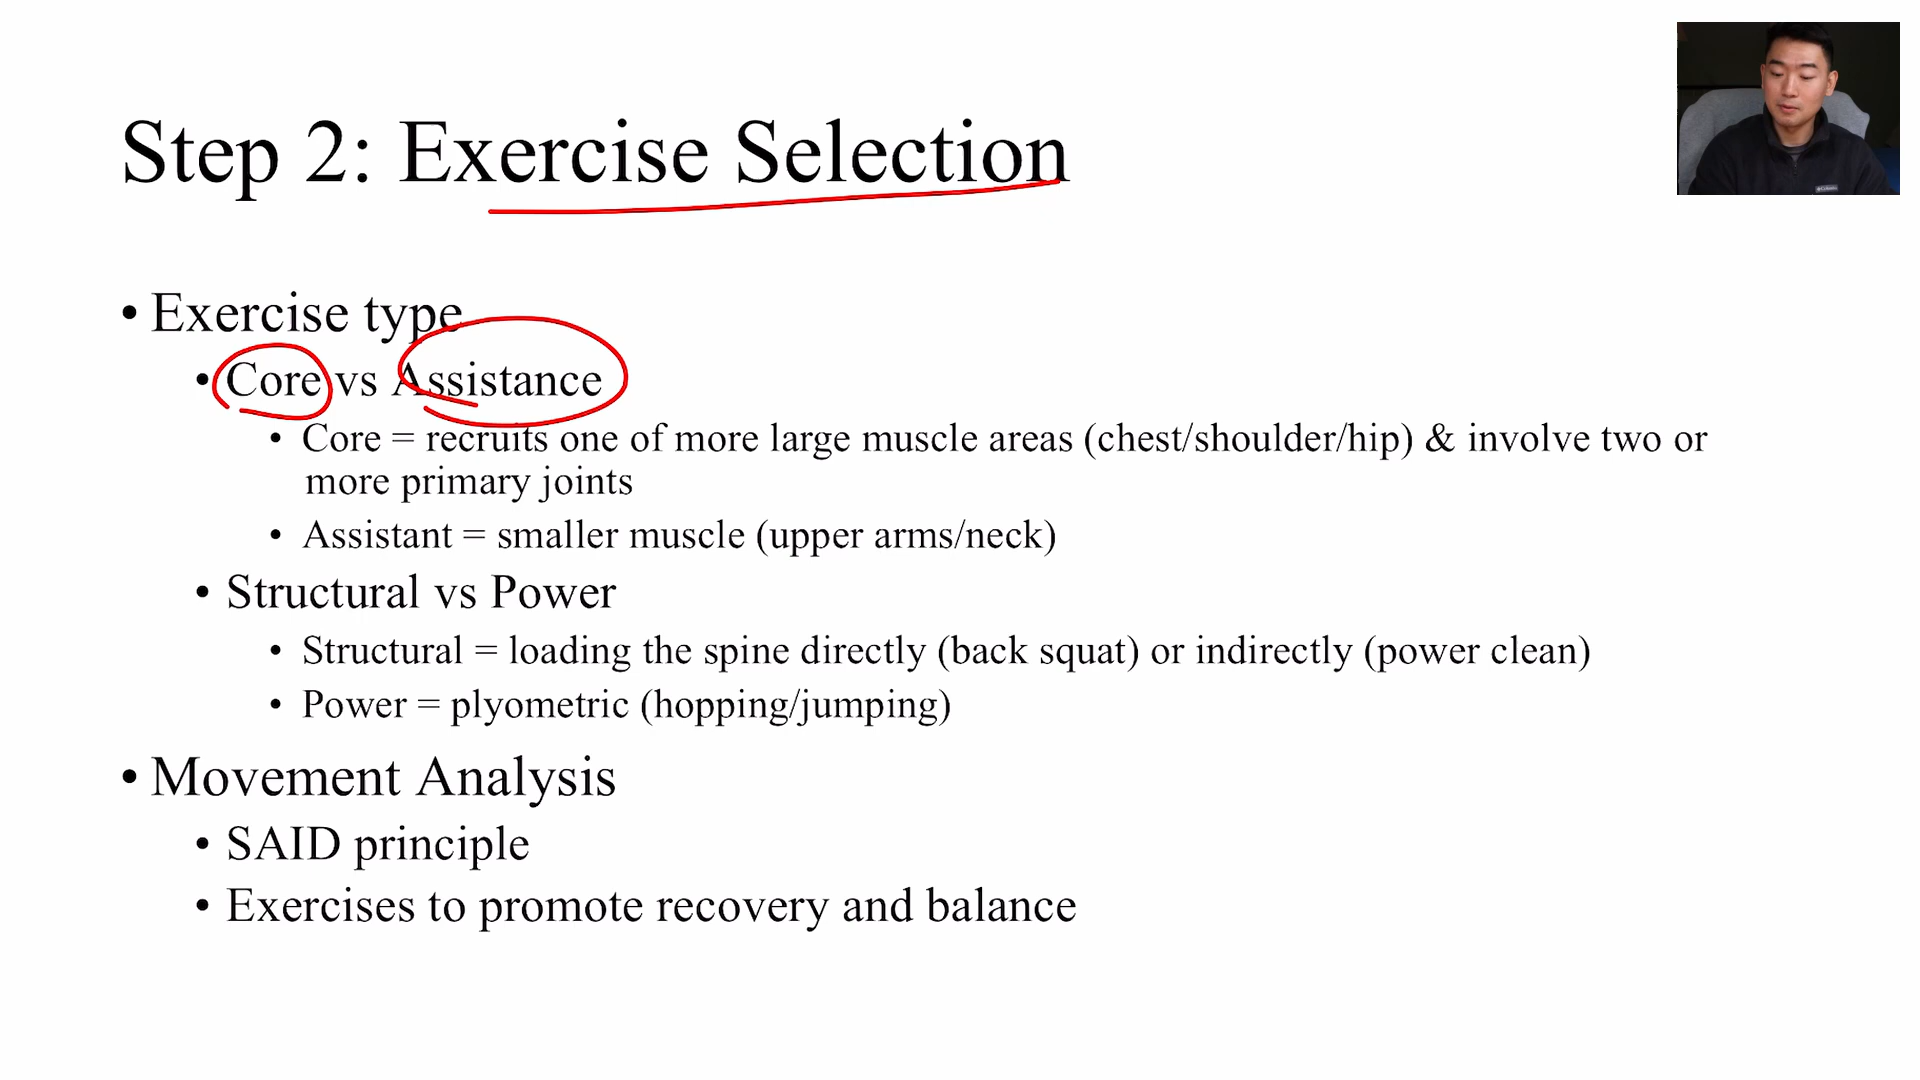 Step 2: Exercise Selection
• Exercise type
• Core vs Assistance
• Core = recruits one of more large muscle areas (chest/shoulder/hip) & involve two or
more primary joints
• Assistant = smaller muscle (upper arms/neck)
• Structural vs Power
• Structural = loading the spine directly (back squat) or indirectly (power clean)
• Power = plyometric (hopping/jumping)
• Movement Analysis
• SAID principle
• Exercises to promote recovery and balance